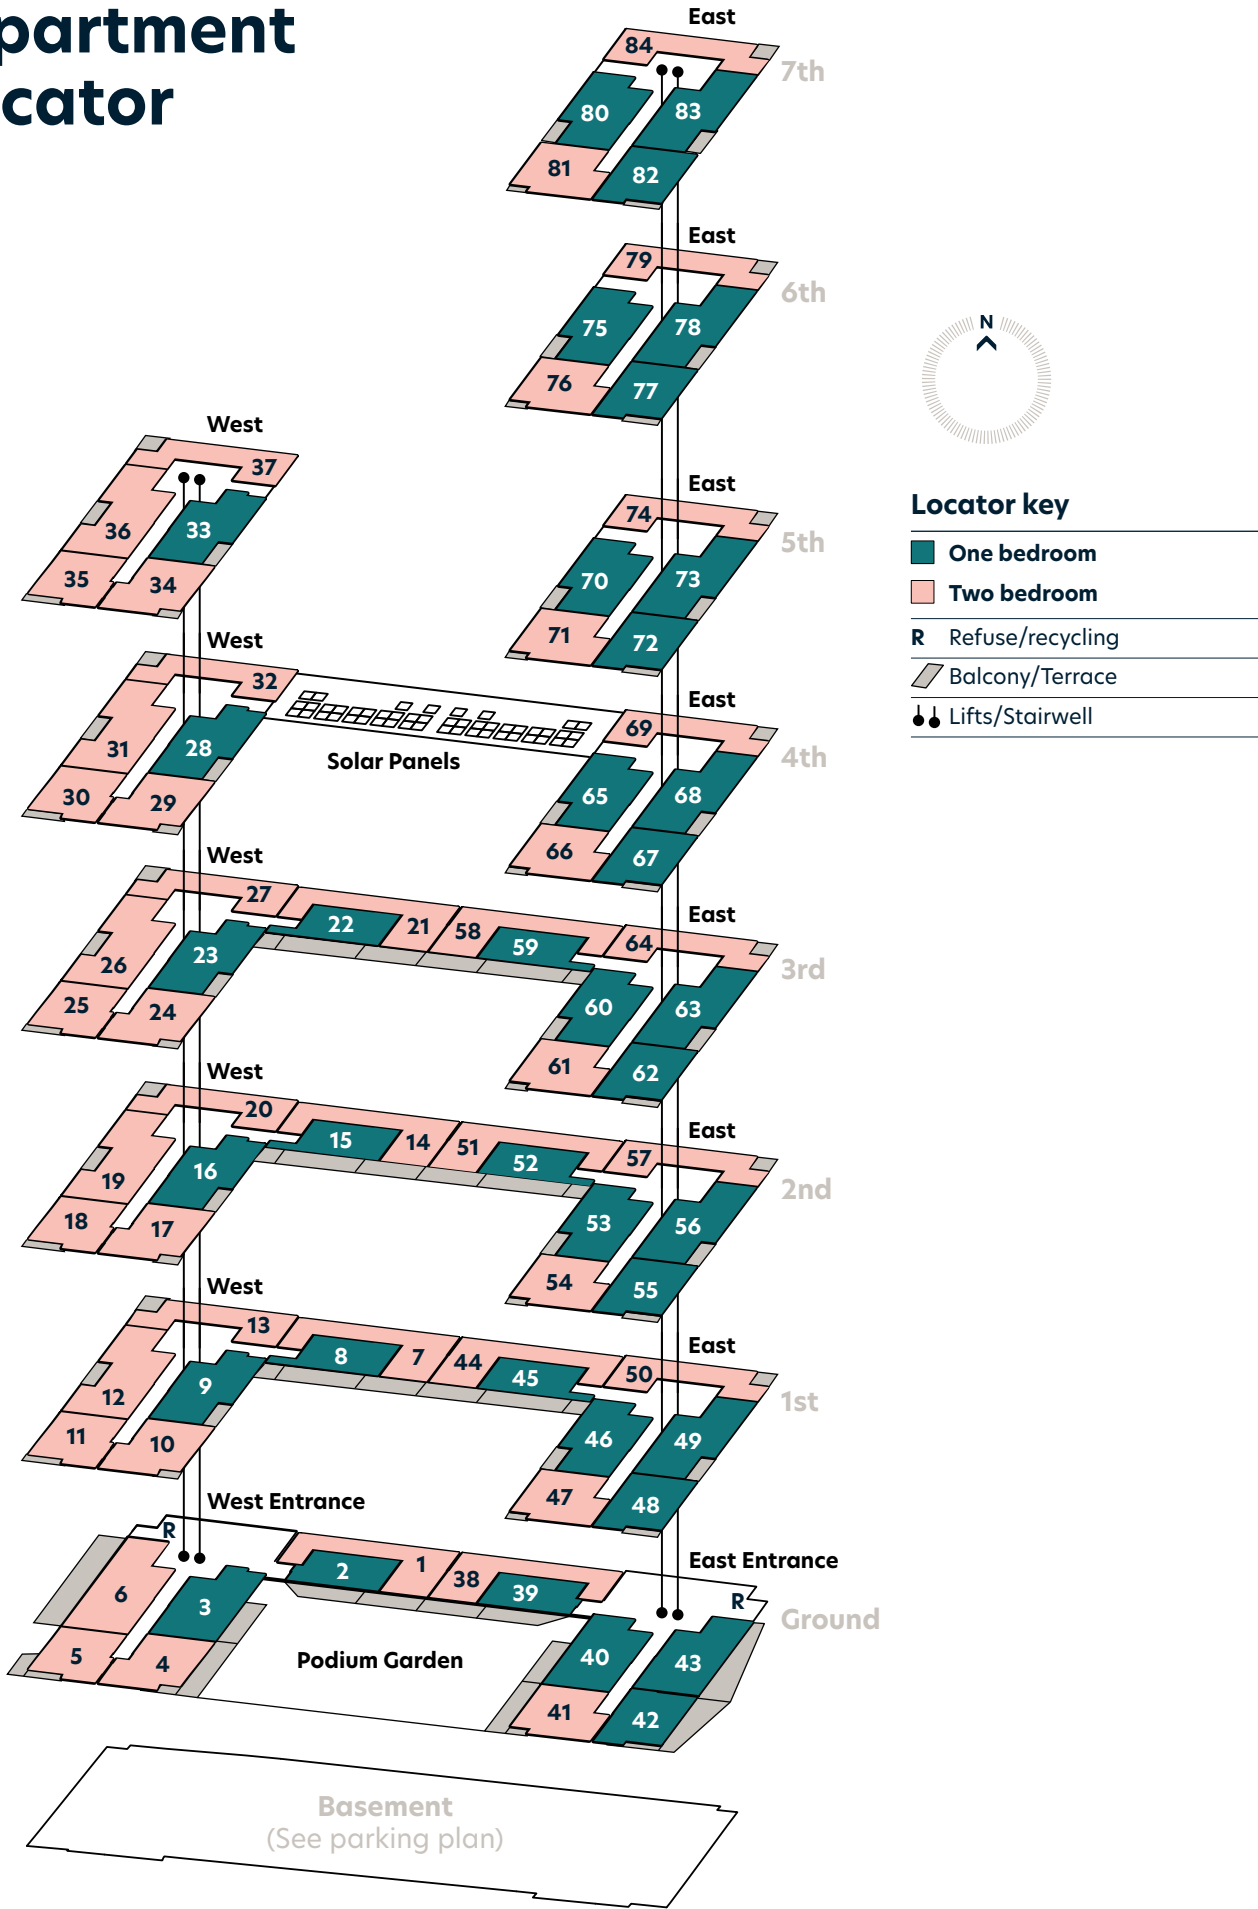 partment
cator
East
84
7th
80
83
81
82
East
79
6th
75
78
76
77
N
West
37
36
33
35
34
East
74
5th
70
73
71
72
Locator key
One bedroom
Two bedroom
R Refuse/recycling
Balcony/Terrace
Lifts/Stairwell
West
32
31
28
30
29
Solar Panels
East
69
4th
65
68
66
67
West
27
22
21
58
59
26
23
25
24
East
64
3rd
60
63
61
62
West
20
15
14
51
52
19
16
18
17
East
57
2nd
53
56
54
55
West
13
8
7
44
45
12
9
11
10
East
50
1st
46
49
47
48
West Entrance
R
2
1
38
39
6
3
5
4
Podium Garden
East Entrance
R
Ground
40
43
41
42
Basement
(See parking plan)